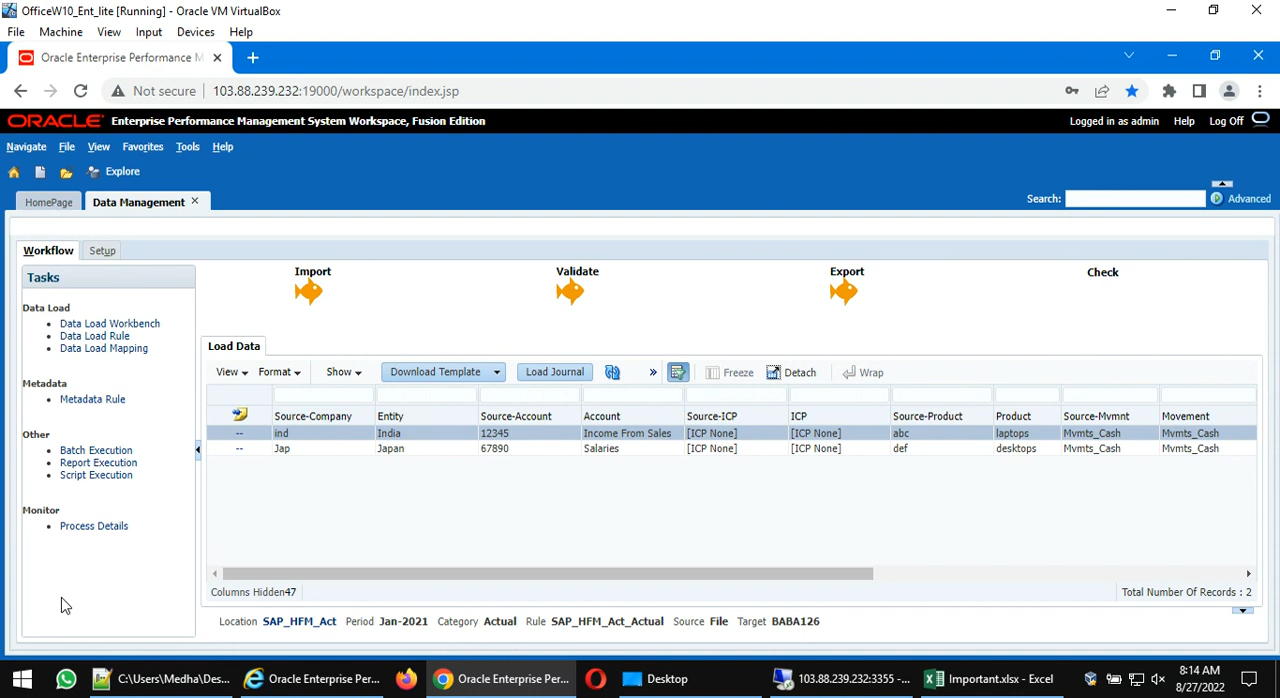 OfficeW10_Ent_lite [Running] - Oracle VM VirtualBox
File Machine View Input Devices Help
Oracle Enterprise Performance M
Not secure 103.88.239.232:19000/workspace/index.jsp
ORACLE Enterprise Performance Management System Workspace, Fusion Edition Logged in as admin Help Log Off
Navigate File View Favorites Tools Help
Explore
HomePage Data Management Search: Advanced
Workflow Setup
Tasks
Data Load
Data Load Workbench
Data Load Rule
Data Load Mapping
Metadata
Metadata Rule
Other
Batch Execution
Report Execution
Script Execution
Monitor
Process Details
Import Validate Export Check
Load Data
View Format Show Download Template Load Journal » Freeze Detach Wrap
Source-Company Entity Source-Account Account Source-ICP ICP Source-Product Product Source-Mvmnt Movement
-- ind India 12345 Income From Sales [ICP None] [ICP None] abc laptops Mvmts_Cash Mvmts_Cash
-- Jap Japan 67890 Salaries [ICP None] [ICP None] def desktops Mvmts_Cash Mvmts_Cash
Columns Hidden47 Total Number Of Records : 2
Location SAP_HFM_Act Period Jan-2021 Category Actual Rule SAP_HFM_Act_Actual Source File Target BABA126
C:\Users\Medha\Des... Oracle Enterprise Per... Oracle Enterprise Per... Desktop 103.88.239.232:3355 -... Important.xlsx - Excel
8:14 AM
8/27/2022